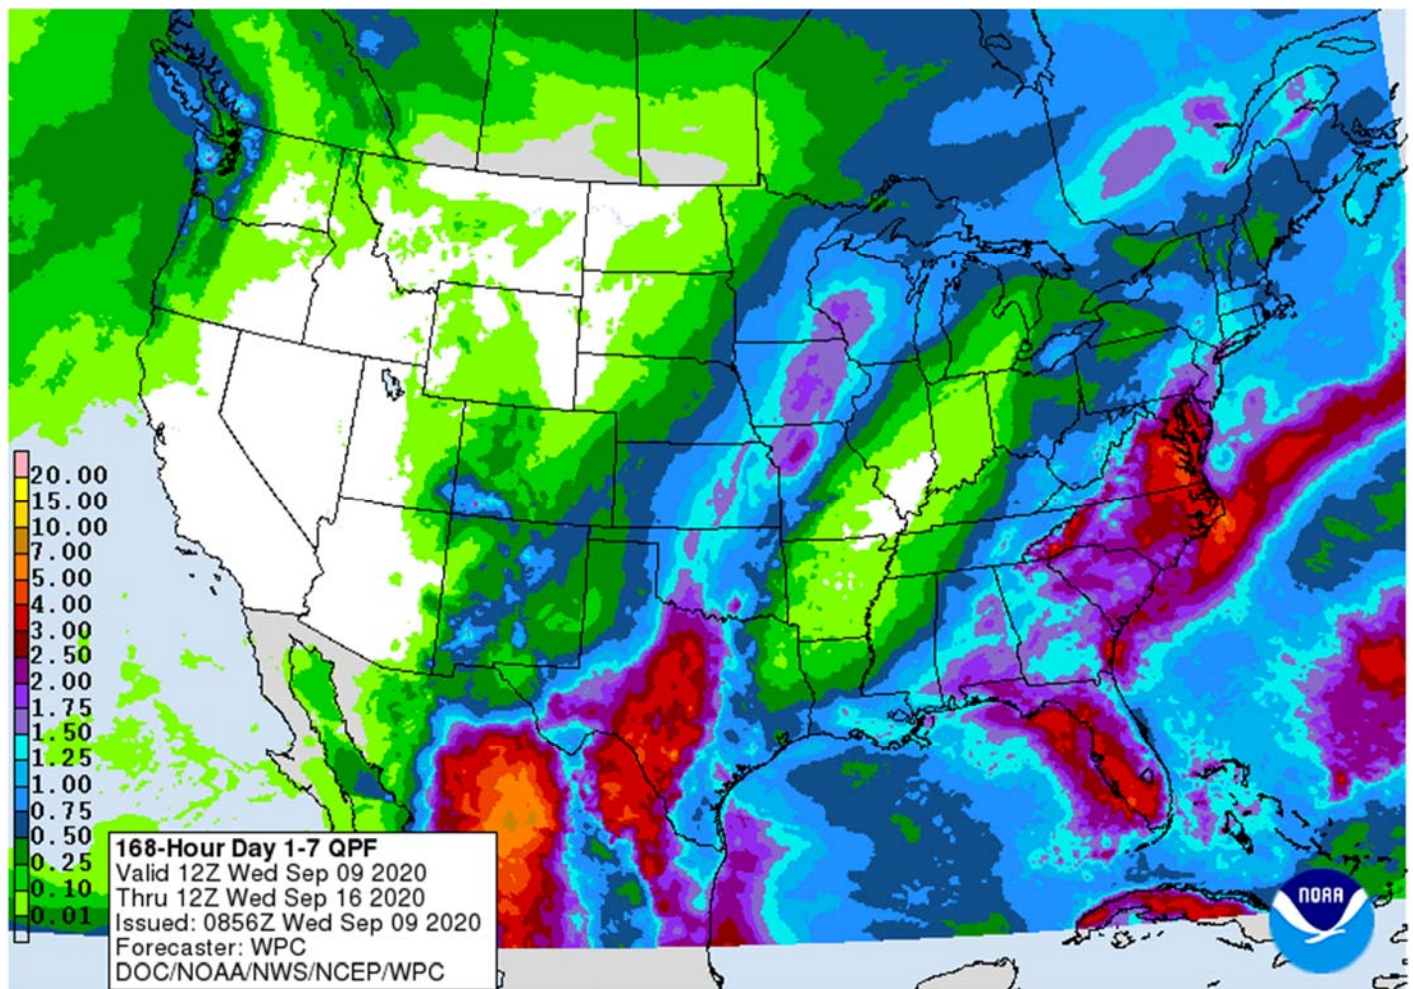 20.00
15.00
10.00
7.00
5.00
4.00
3.00
2.50
2.00
1.75
1.50
1.25
1.00
0.75
0.50
0.25
0.10
0.01
168-Hour Day 1-7 QPF
Valid 12Z Wed Sep 09 2020
Thru 12Z Wed Sep 16 2020
Issued: 0856Z Wed Sep 09 2020
Forecaster: WPC
DOC/NOAA/NWS/NCEP/WPC
NOAA